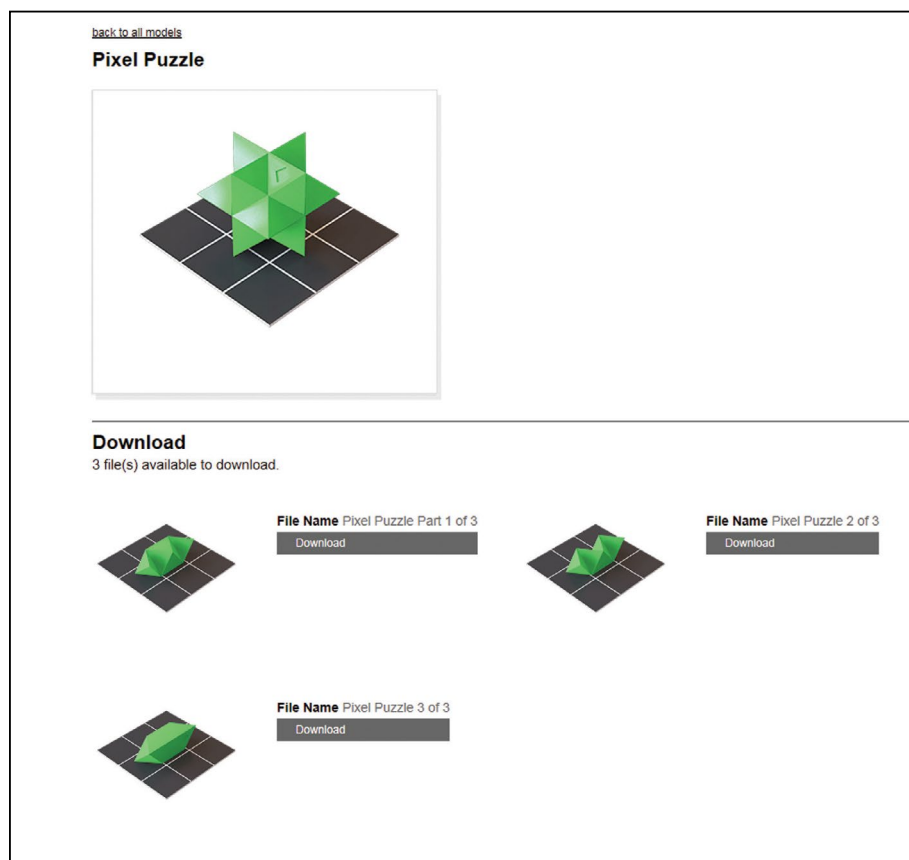 back to all models
Pixel Puzzle
Download
3 file(s) available to download.
File Name Pixel Puzzle Part 1 of 3
Download
File Name Pixel Puzzle 2 of 3
Download
File Name Pixel Puzzle 3 of 3
Download